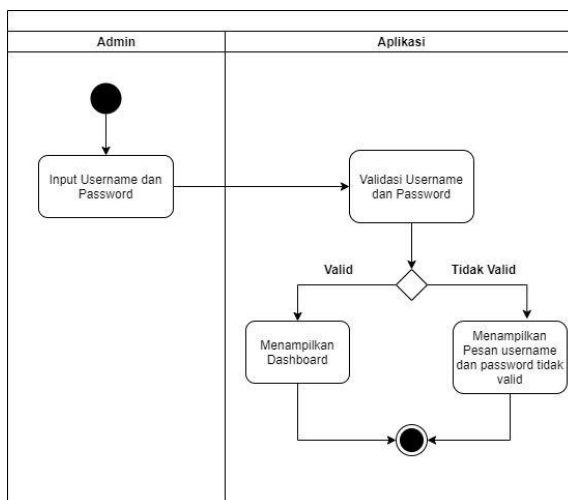 Admin
Aplikasi
Input Username dan
Password
Validasi Username
dan Password
Valid
Tidak Valid
Menampilkan
Dashboard
Menampilkan
Pesan username
dan password tidak
valid